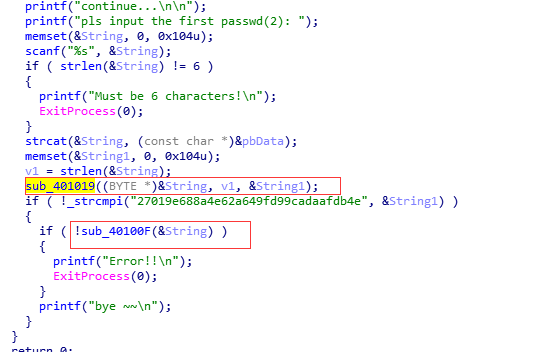 printf("continue...\n\n");
printf("pls input the first passwd(2): ");
memset(&String, 0, 0x104u);
scanf("%s", &String);
if ( strlen(&String) != 6 )
{
printf("Must be 6 characters!\n");
ExitProcess(0);
}
strcat(&String, (const char *)&pbData);
memset(&String1, 0, 0x104u);
v1 = strlen(&String);
sub_401019((BYTE *)&String, v1, &String1);
if ( !_strcmpi("27019e688a4e62a649fd99cadaafdb4e", &String1) )
{
if ( !sub_40100F(&String) )
{
printf("Error!!\n");
ExitProcess(0);
}
printf("bye ~~\n");
}
}
return 0;